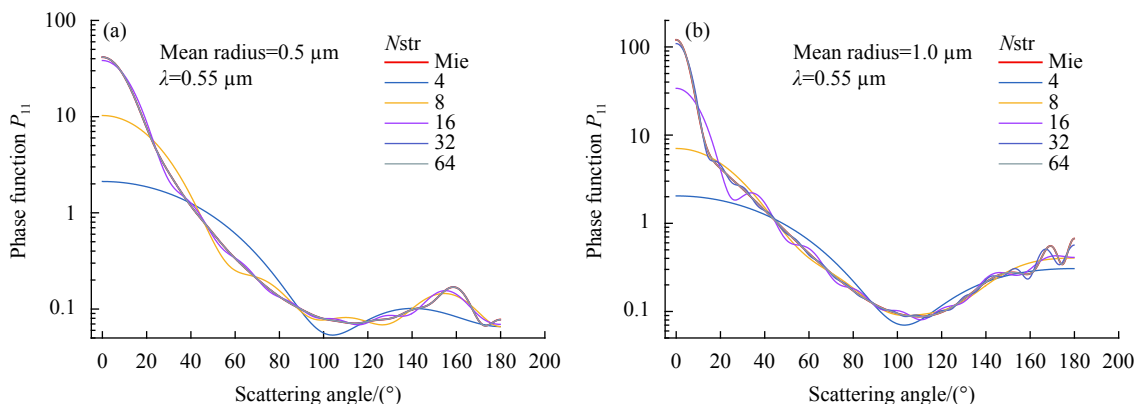 (a)
Mean radius=0.5 µm
λ=0.55 µm
Nstr
Mie
4
8
16
32
64
100
10
1
0.1
Phase function P₁₁
0 20 40 60 80 100 120 140 160 180 200
Scattering angle/(°)
(b)
Mean radius=1.0 µm
λ=0.55 µm
Nstr
Mie
4
8
16
32
64
100
10
1
0.1
Phase function P₁₁
0 20 40 60 80 100 120 140 160 180 200
Scattering angle/(°)